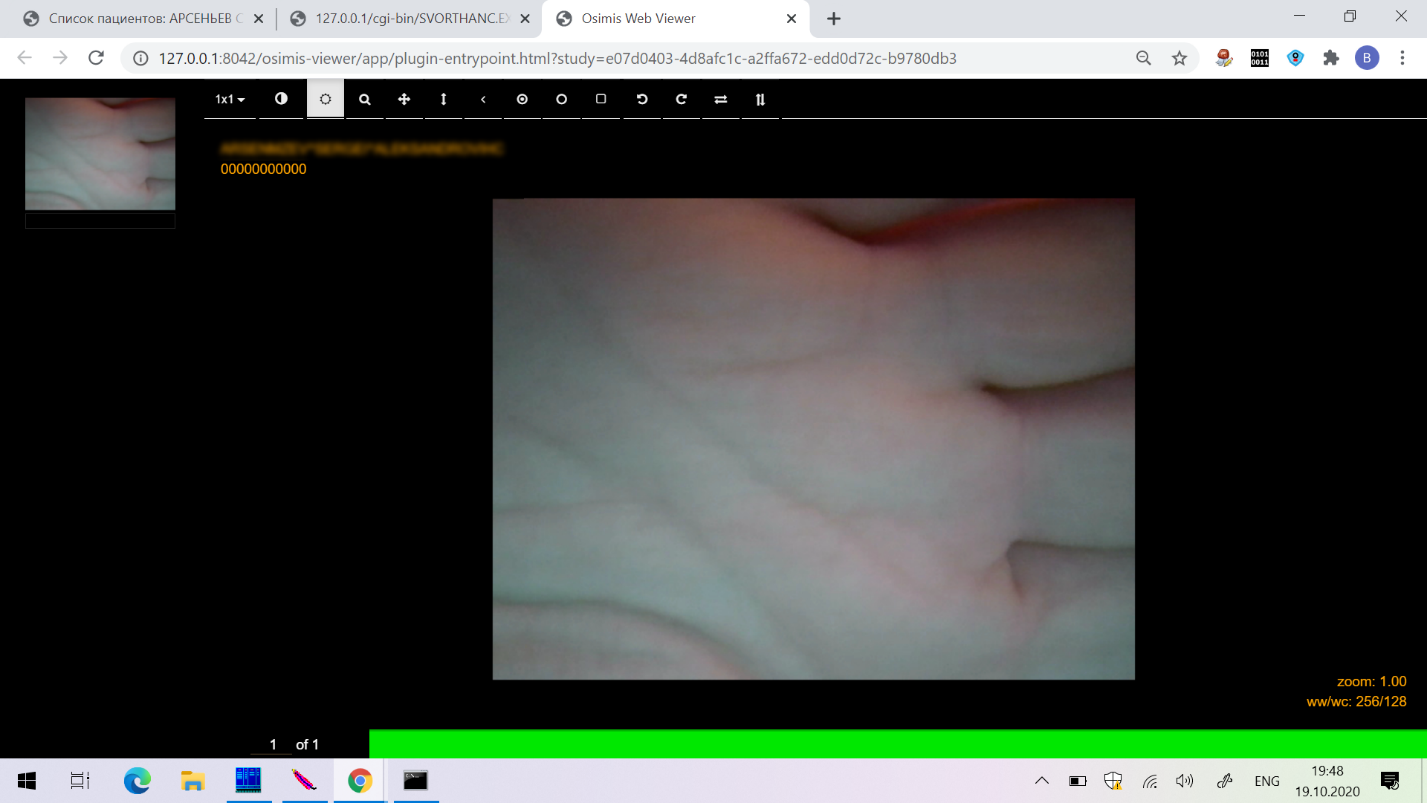 Список пациентов: АРСЕНЬЕВ С
127.0.0.1/cgi-bin/SVORTHANC.EX
Osimis Web Viewer
127.0.0.1:8042/osimis-viewer/app/plugin-entrypoint.html?study=e07d0403-4d8afc1c-a2ffa672-edd0d72c-b9780db3
0101
0011
B
1x1
00000000000
zoom: 1.00
ww/wc: 256/128
1 of 1
ENG
19:48
19.10.2020